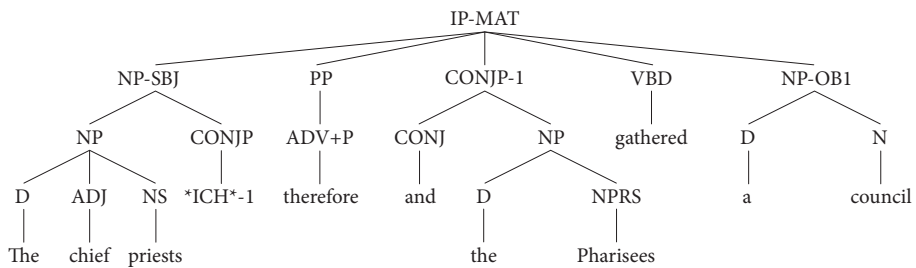 IP-MAT
NP-SBJ PP CONJP-1 VBD NP-OB1
NP CONJP ADV+P CONJ NP gathered D N
D ADJ NS *ICH*-1 therefore and D NPRS a council
The chief priests the Pharisees